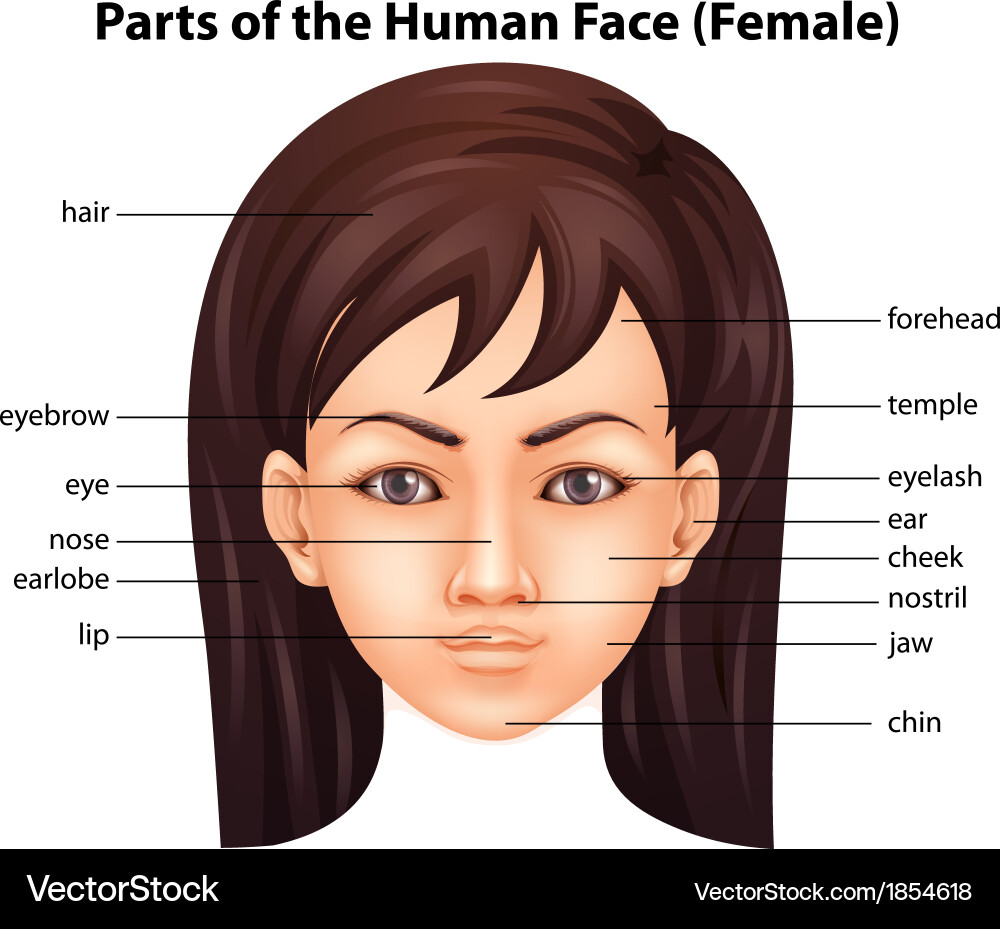 Parts of the Human Face (Female)
hair
forehead
temple
eyebrow
eyelash
eye
ear
nose
cheek
earlobe
nostril
lip
jaw
chin
VectorStock
VectorStock.com/1854618